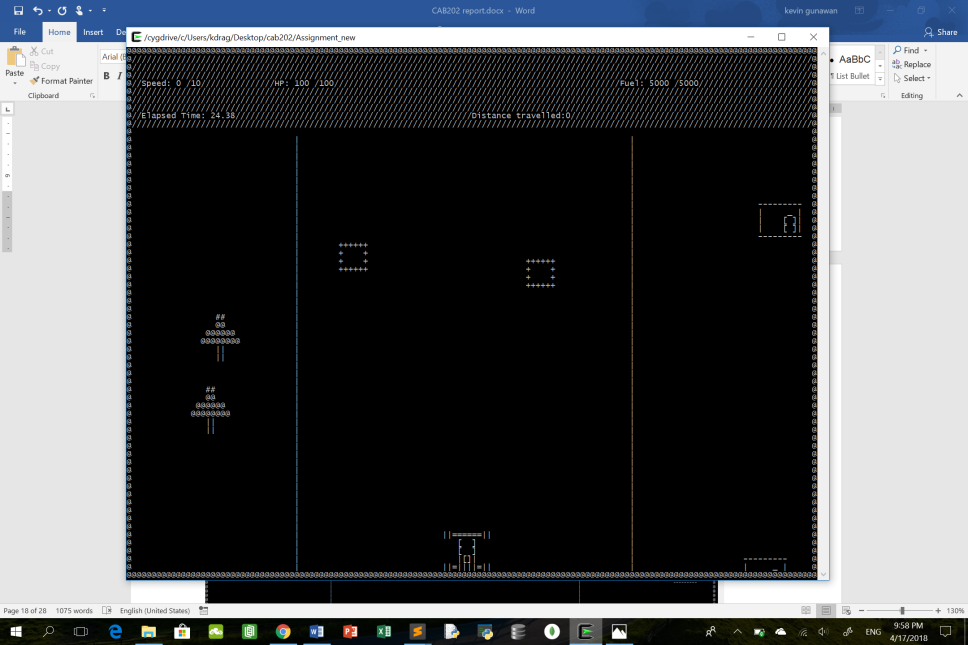 CAB202 report.docx - Word
kevin gunawan
File
Home
Insert
De
Share
/cygdrive/c/Users/kdrag/Desktop/cab202/Assignment_new
Paste
Cut
Copy
Format Painter
Clipboard
Arial (B
B I
AaBbC
1 List Bullet
Find
Replace
Select
Editing
Speed: 0 /10
HP: 100 /100
Fuel: 5000 /5000
Elapsed Time: 24.38
Distance travelled:0
Page 18 of 28
1075 words
English (United States)
130%
ENG
9:58 PM
4/17/2018